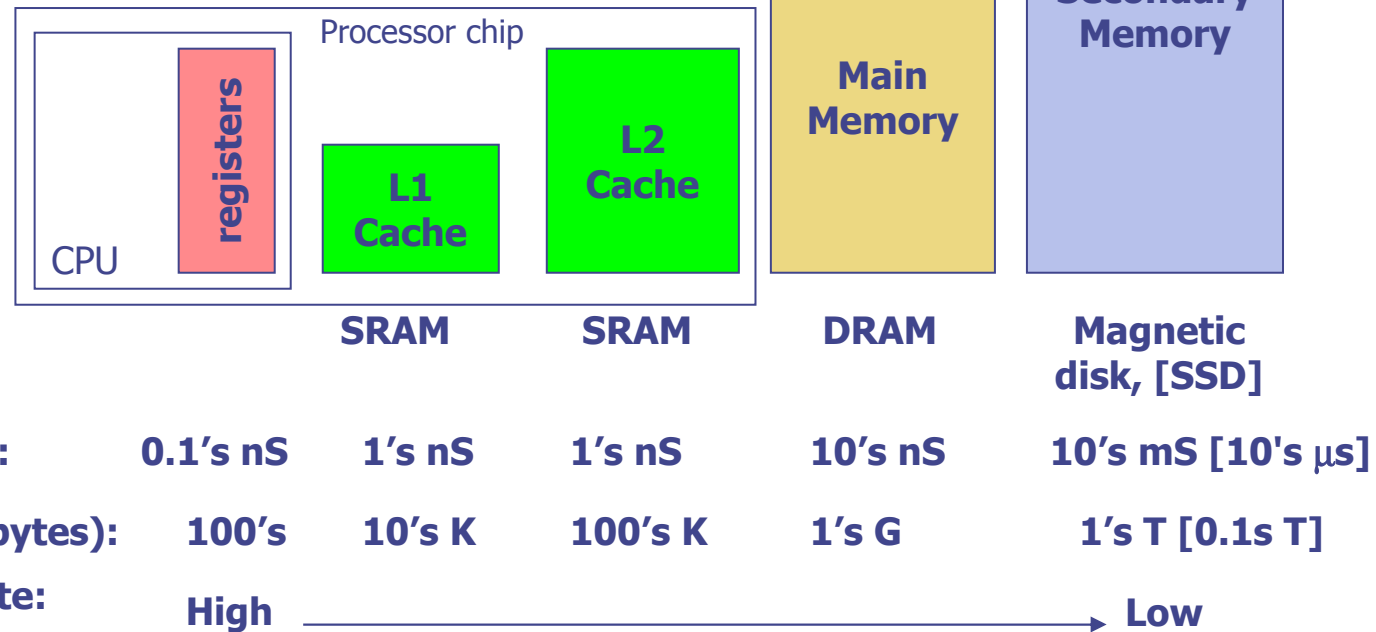 Processor chip
Secondary
Memory
Main
Memory
registers
L1
Cache
L2
Cache
CPU
SRAM
SRAM
DRAM
Magnetic
disk, [SSD]
: 0.1’s nS 1’s nS 1’s nS 10’s nS 10’s mS [10's μs]
bytes): 100’s 10’s K 100’s K 1’s G 1’s T [0.1s T]
te: High Low